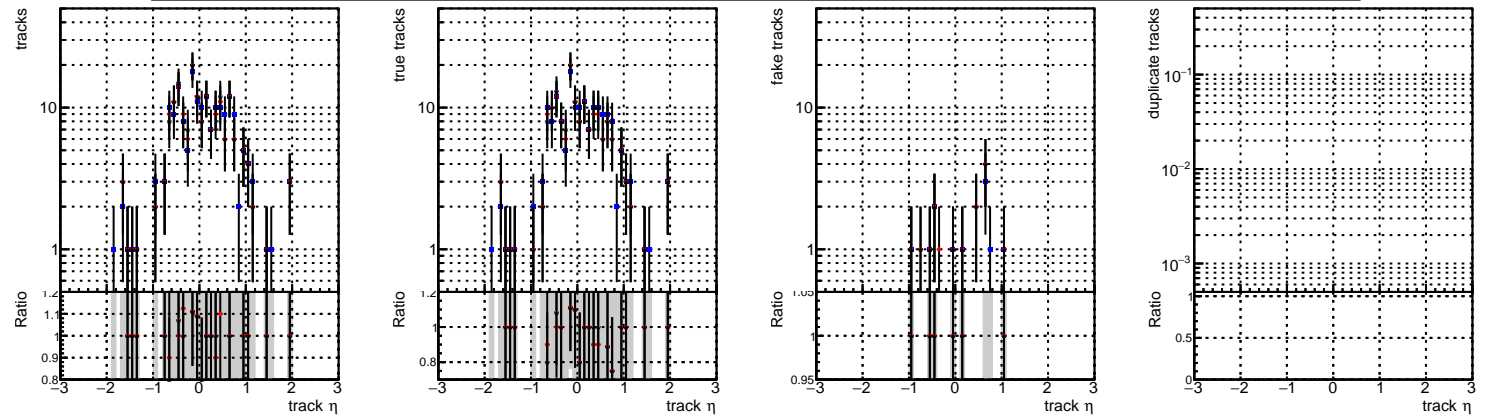 tracks
10
1
Ratio
1.2
1.1
1
0.9
0.8
−3 −2 −1 0 1 2 3
track η
true tracks
10
1
Ratio
1.2
1
0.8
−3 −2 −1 0 1 2 3
track η
fake tracks
10
1
Ratio
1.05
1
0.95
−3 −2 −1 0 1 2 3
track η
duplicate tracks
10⁻¹
10⁻²
10⁻³
Ratio
1
0.5
0
−3 −2 −1 0 1 2 3
track η